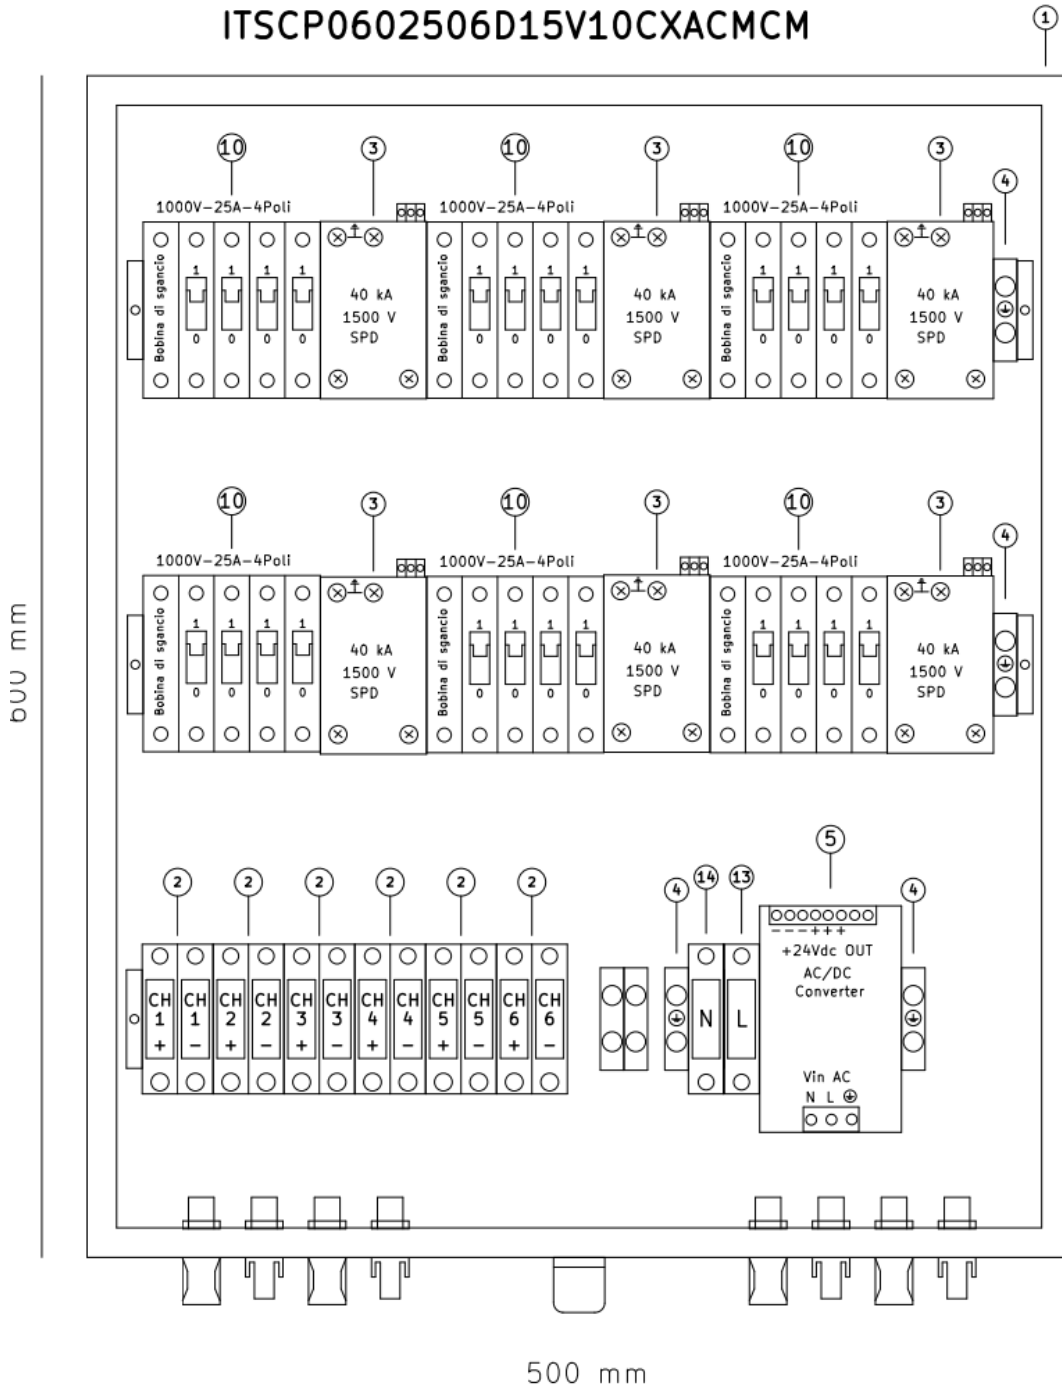 ITSCP0602506D15V10CXACMCM
1
10 3 10 3 10 3
4
1000V-25A-4Poli 1000V-25A-4Poli 1000V-25A-4Poli
Bobina di sgancio 1 1 1 1 Bobina di sgancio 1 1 1 1 Bobina di sgancio 1 1 1 1
40 kA 40 kA 40 kA
1500 V 1500 V 1500 V
0 0 0 0 SPD 0 0 0 0 SPD 0 0 0 0 SPD
10 3 10 3 10 3
4
1000V-25A-4Poli 1000V-25A-4Poli 1000V-25A-4Poli
Bobina di sgancio 1 1 1 1 Bobina di sgancio 1 1 1 1 Bobina di sgancio 1 1 1 1
40 kA 40 kA 40 kA
1500 V 1500 V 1500 V
0 0 0 0 SPD 0 0 0 0 SPD 0 0 0 0 SPD
600 mm
5
2 2 2 2 2 2 4 14 13 4
- - - + + +
+24Vdc OUT
AC/DC
Converter
CH CH CH CH CH CH CH CH CH CH CH CH
1 1 2 2 3 3 4 4 5 5 6 6
+ - + - + - + - + - + -
N L
Vin AC
N L
500 mm